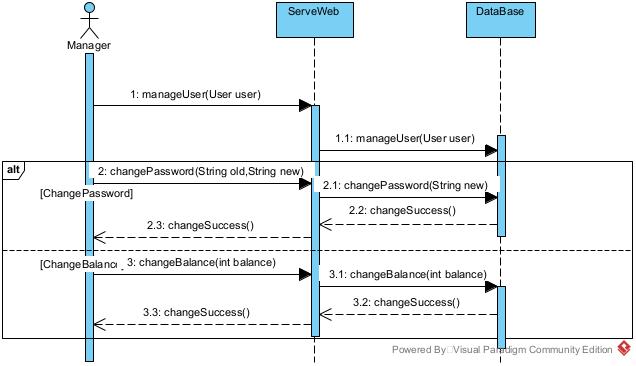 ServeWeb
DataBase
Manager
1: manageUser(User user)
1.1: manageUser(User user)
alt
2: changePassword(String old,String new)
[ChangePassword]
2.1: changePassword(String new)
2.2: changeSuccess()
2.3: changeSuccess()
[ChangeBalanc
3: changeBalance(int balance)
3.1: changeBalance(int balance)
3.2: changeSuccess()
3.3: changeSuccess()
Powered By Visual Paradigm Community Edition